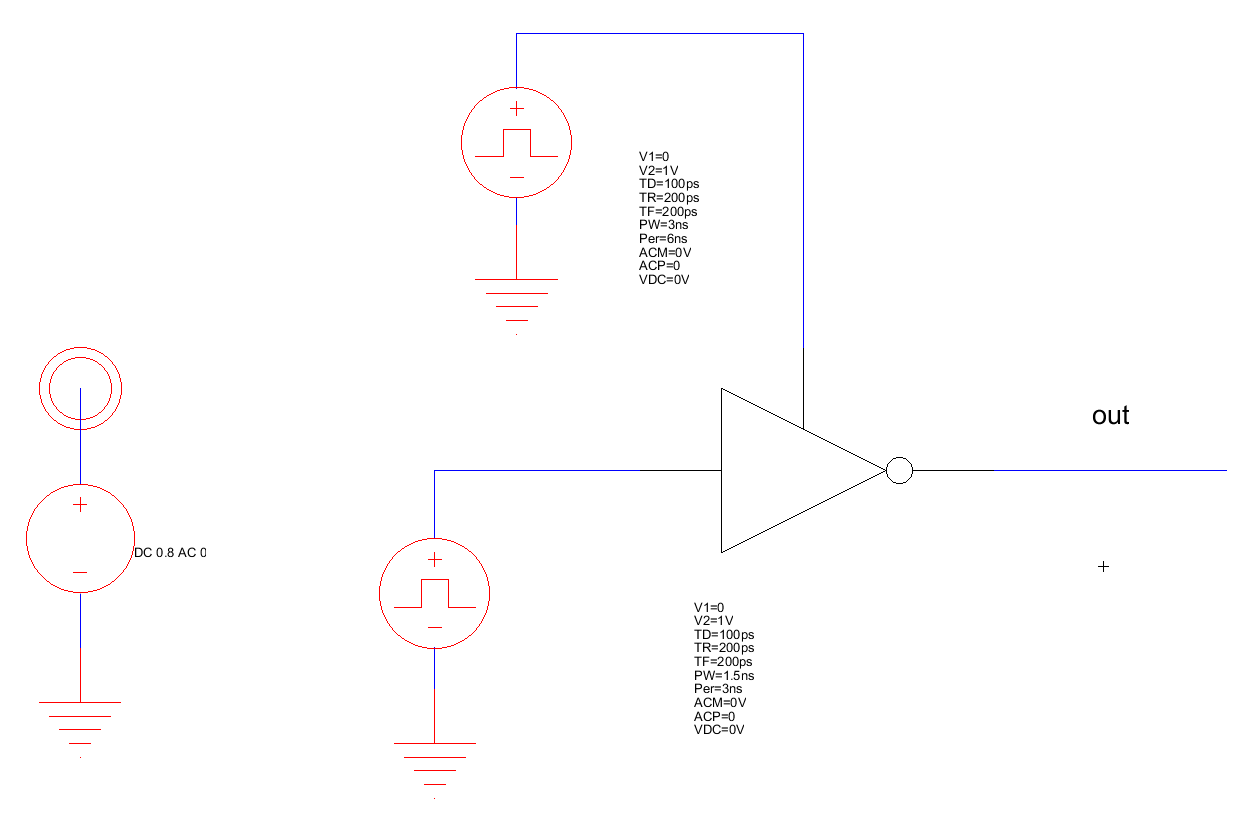 V1=0
V2=1V
TD=100ps
TR=200ps
TF=200ps
PW=3ns
Per=6ns
ACM=0V
ACP=0
VDC=0V
out
DC 0.8 AC 0
V1=0
V2=1V
TD=100ps
TR=200ps
TF=200ps
PW=1.5ns
Per=3ns
ACM=0V
ACP=0
VDC=0V